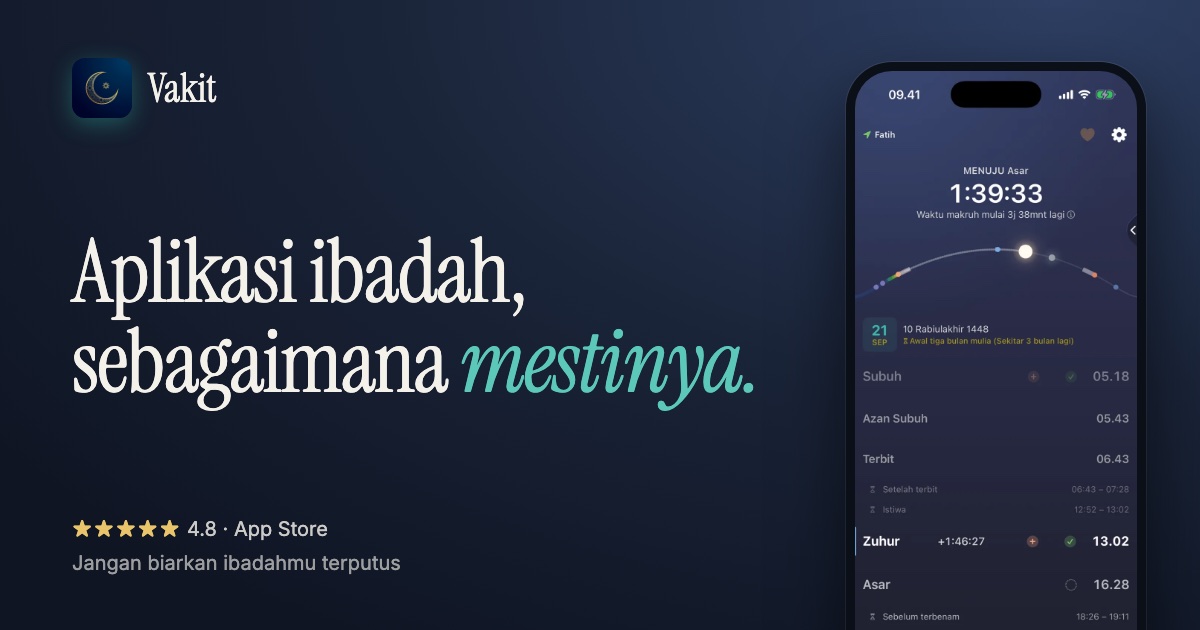 Vakit
Aplikasi ibadah,
sebagaimana mestinya.
★★★★★ 4.8 · App Store
Jangan biarkan ibadahmu terputus
09.41
Fatih
MENUJU Asar
1:39:33
Waktu makruh mulai 3j 38mnt lagi ⓘ
21
SEP
10 Rabiulakhir 1448
Awal tiga bulan mulia (Sekitar 3 bulan lagi)
Subuh 05.18
Azan Subuh 05.43
Terbit 06.43
Setelah terbit 06:43 – 07:28
Istiwa 12:52 – 13:02
Zuhur +1:46:27 13.02
Asar 16.28
Sebelum terbenam 18:26 – 19:11